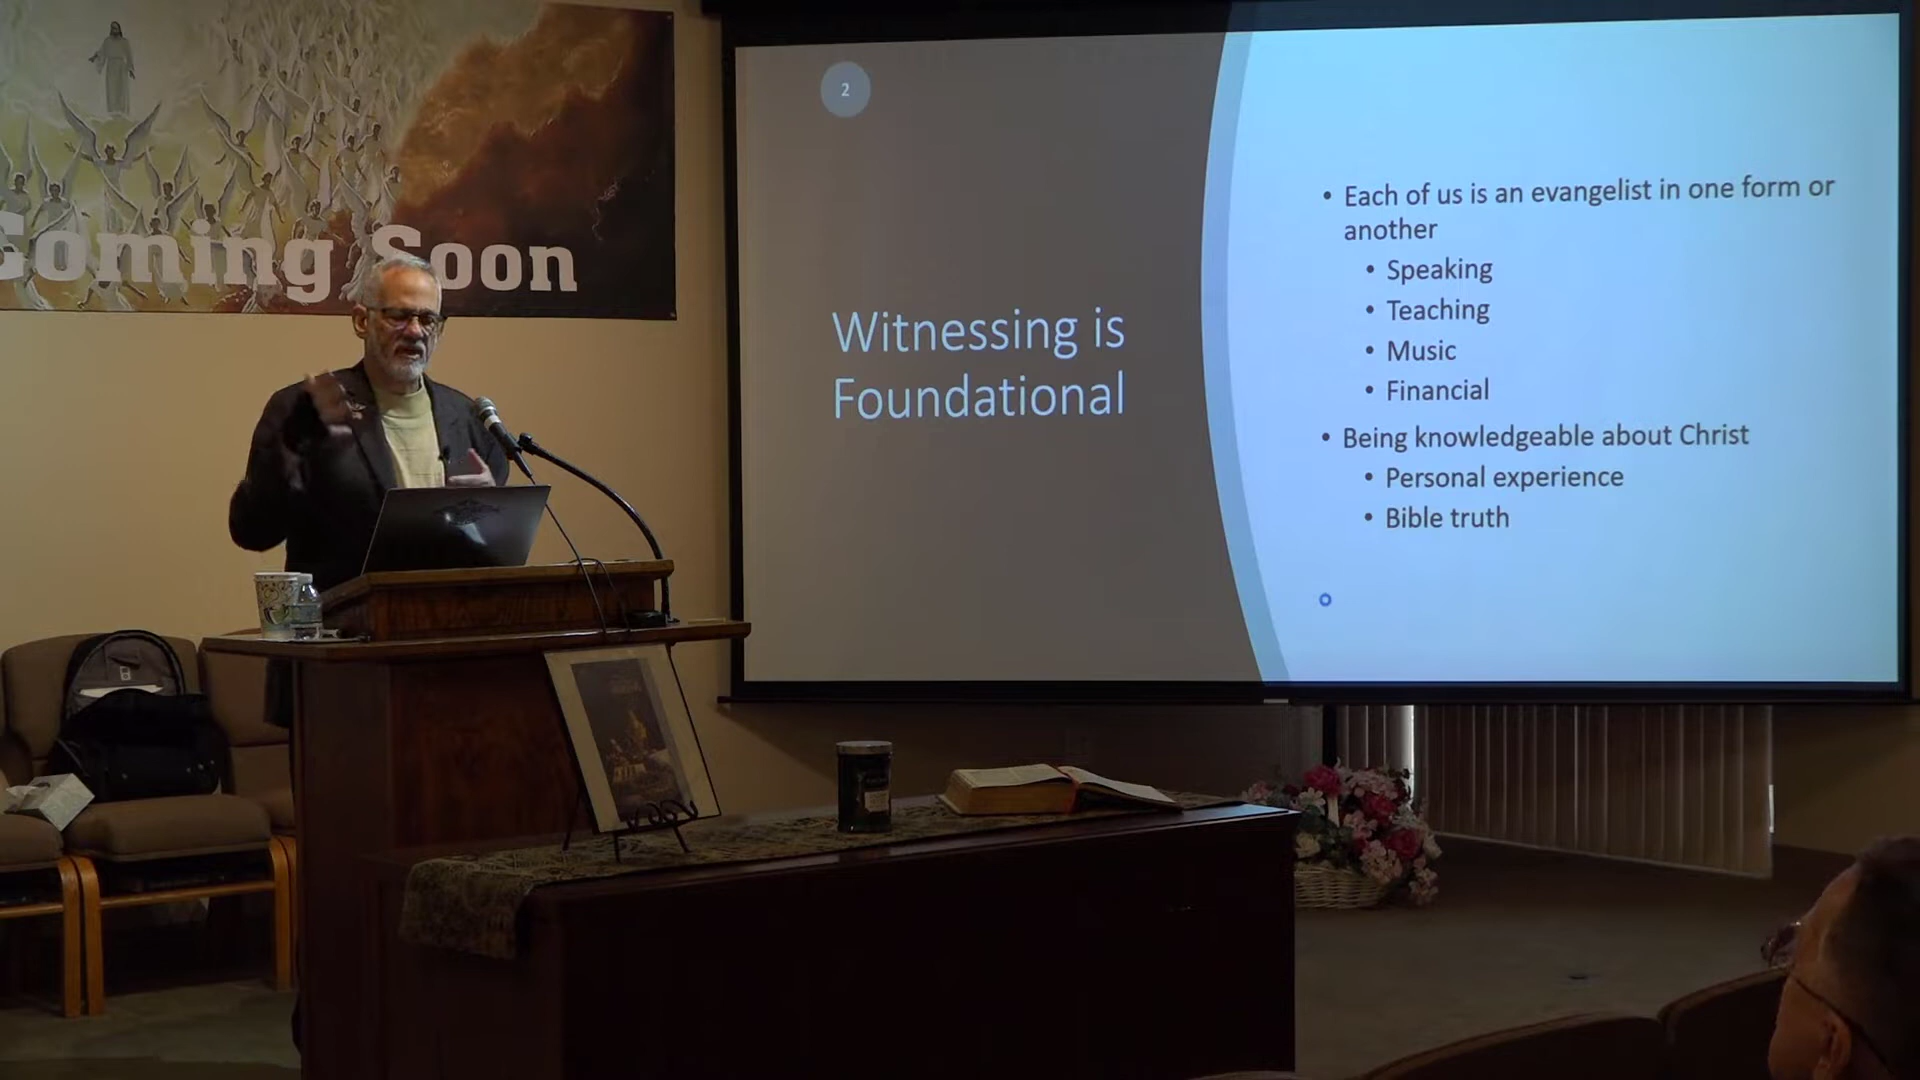 Coming Soon
2
Witnessing is
Foundational
• Each of us is an evangelist in one form or
another
• Speaking
• Teaching
• Music
• Financial
• Being knowledgeable about Christ
• Personal experience
• Bible truth